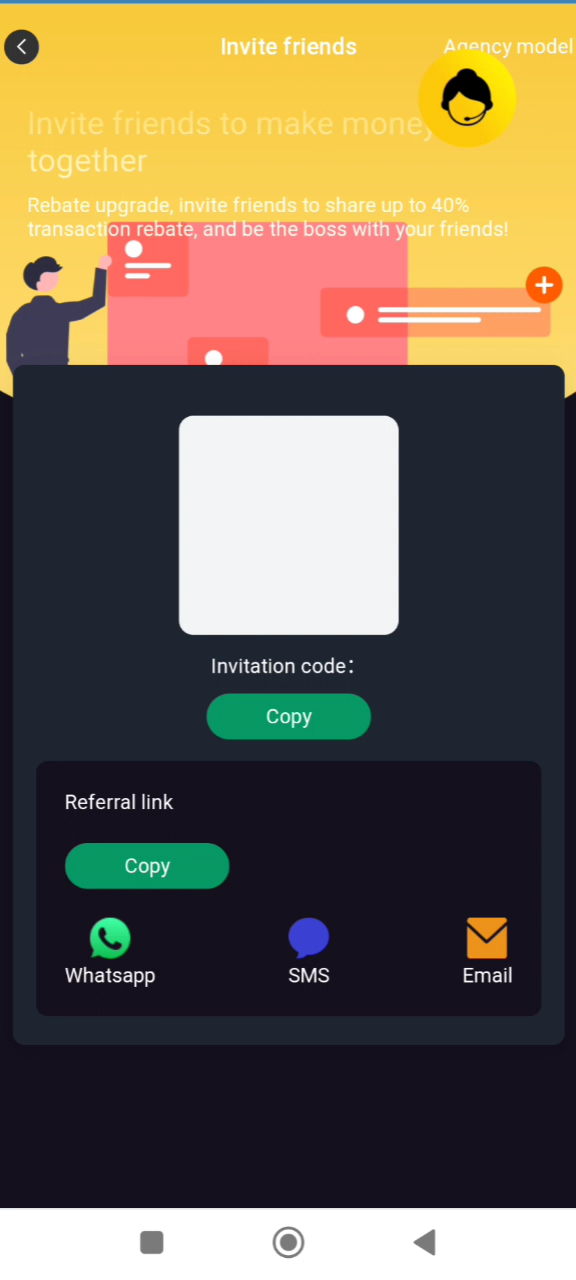 Invite friends
Agency model
Invite friends to make money
together
Rebate upgrade, invite friends to share up to 40%
transaction rebate, and be the boss with your friends!
Invitation code：
Copy
Referral link
Copy
Whatsapp
SMS
Email